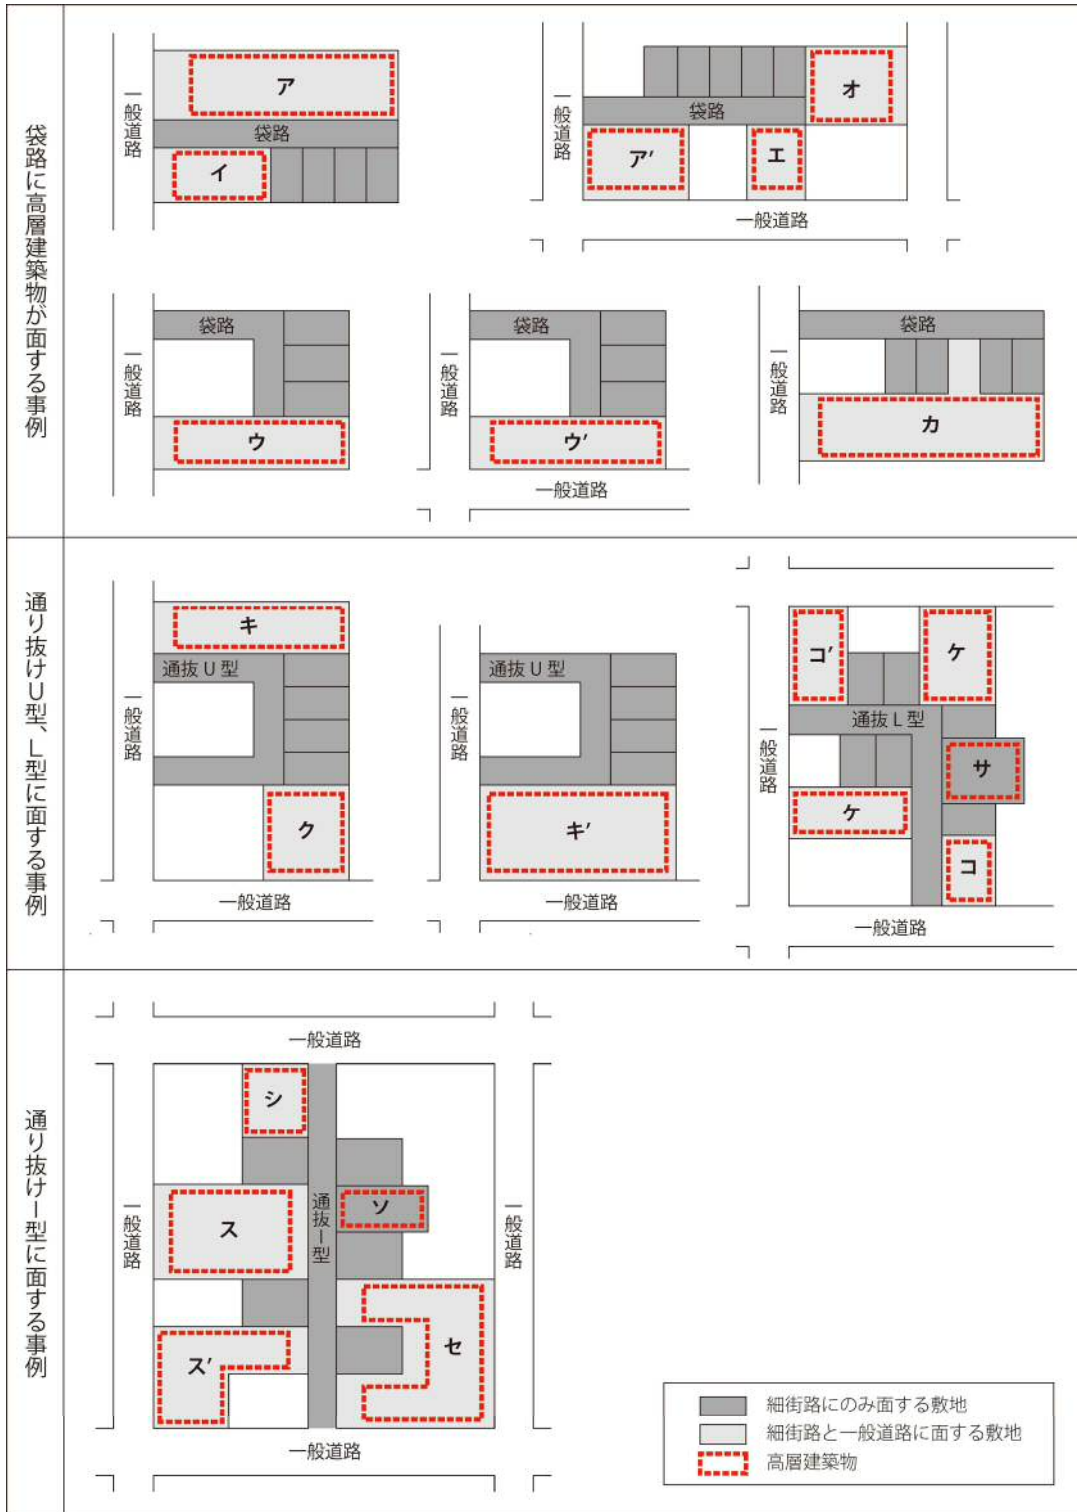 袋路に高層建築物が面する事例
一般道路
ア
袋路
イ
一般道路
オ
袋路
ア'
エ
一般道路
一般道路
袋路
ウ
一般道路
袋路
ウ'
一般道路
一般道路
袋路
カ
通り抜けU型、L型に面する事例
一般道路
キ
通抜U型
ク
一般道路
一般道路
通抜U型
キ'
一般道路
一般道路
コ'
ケ
通抜L型
サ
ケ
コ
一般道路
通り抜けI型に面する事例
一般道路
一般道路
シ
通抜I型
ソ
ス
一般道路
セ
ス'
一般道路
細街路にのみ面する敷地
細街路と一般道路に面する敷地
高層建築物